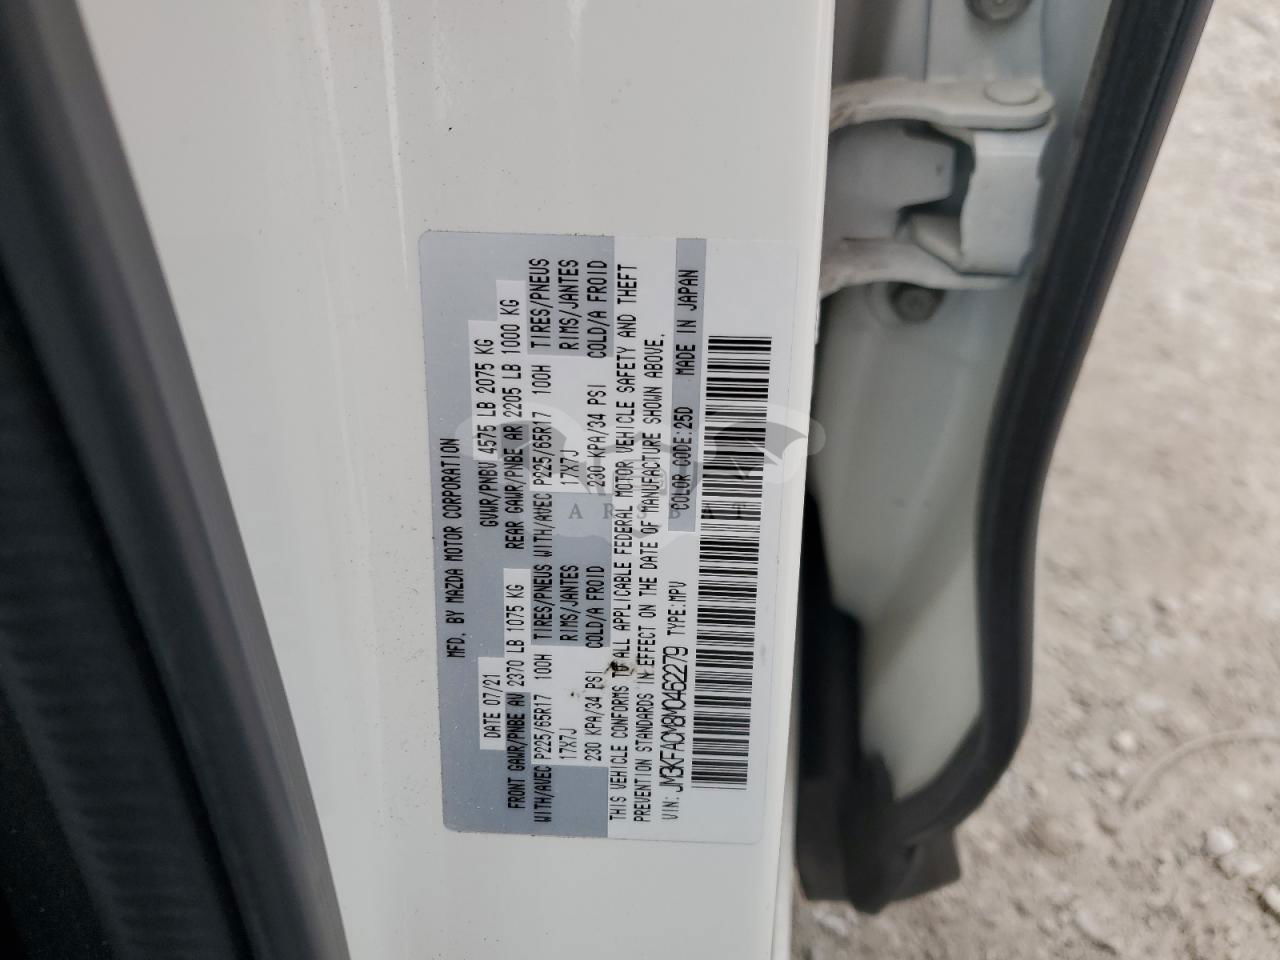 MFD. BY MAZDA MOTOR CORPORATION
DATE 07/21 GVWR/PNBV 4575 LB 2075 KG
FRONT GAWR/PNBE AV 2370 LB 1075 KG REAR GAWR/PNBE AR 2205 LB 1000 KG
WITH/AVEC P225/65R17 100H TIRES/PNEUS WITH/AVEC P225/65R17 100H TIRES/PNEUS
17X7J RIMS/JANTES 17X7J RIMS/JANTES
230 KPA/34 PSI COLD/A FROID 230 KPA/34 PSI COLD/A FROID
THIS VEHICLE CONFORMS TO ALL APPLICABLE FEDERAL MOTOR VEHICLE SAFETY AND THEFT
PREVENTION STANDARDS IN EFFECT ON THE DATE OF MANUFACTURE SHOWN ABOVE.
VIN: JM3KFACM8M0462279 TYPE:MPV COLOR CODE:25D MADE IN JAPAN